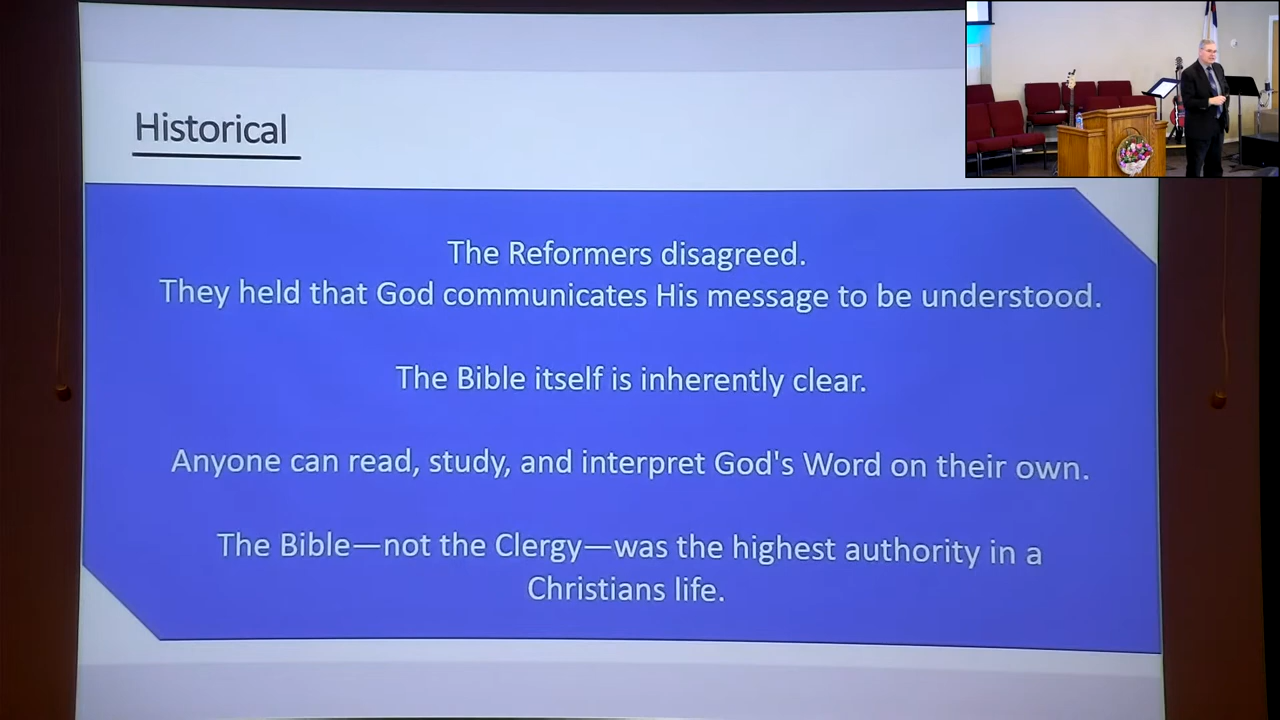 Historical
The Reformers disagreed.
They held that God communicates His message to be understood.
The Bible itself is inherently clear.
Anyone can read, study, and interpret God's Word on their own.
The Bible—not the Clergy—was the highest authority in a
Christians life.